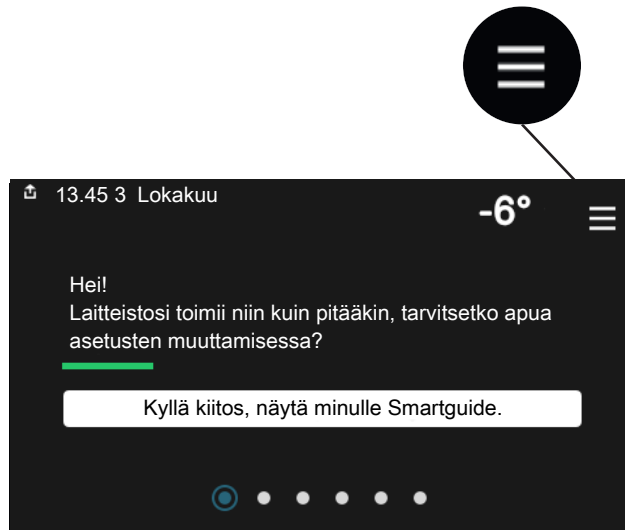 13.45 3 Lokakuu
-6°
Hei!
Laitteistosi toimii niin kuin pitääkin, tarvitsetko apua
asetusten muuttamisessa?
Kyllä kiitos, näytä minulle Smartguide.